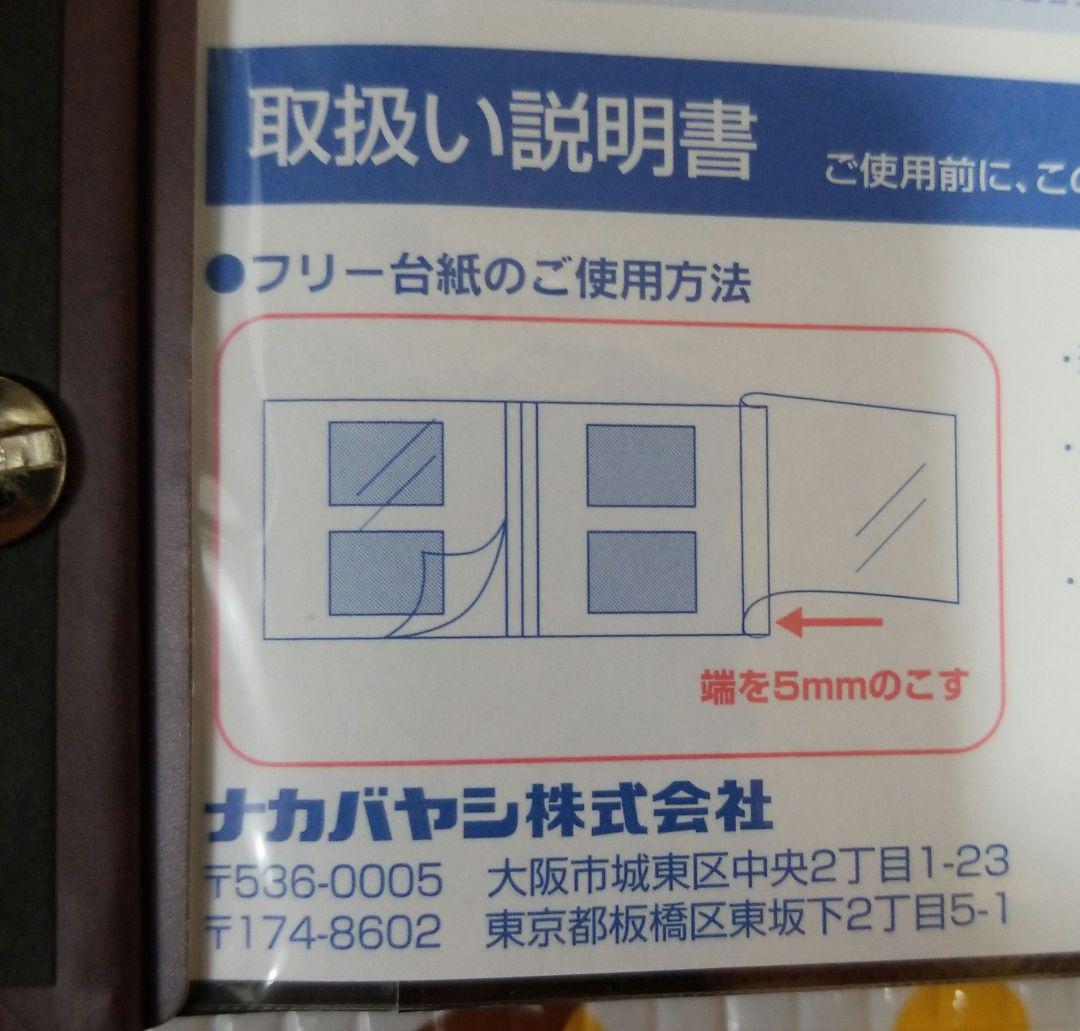 取扱い説明書 ご使用前に、この
●フリー台紙のご使用方法
端を5mmのこす
ナカバヤシ株式会社
〒536-0005 大阪市城東区中央2丁目1-23
〒174-8602 東京都板橋区東坂下2丁目5-1